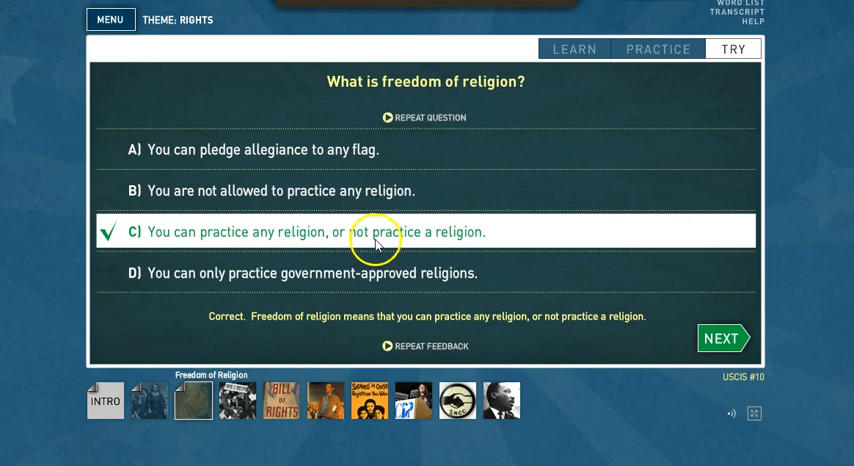 WORD LIST
TRANSCRIPT
HELP
MENU
THEME: RIGHTS
LEARN
PRACTICE
TRY
What is freedom of religion?
REPEAT QUESTION
A) You can pledge allegiance to any flag.
B) You are not allowed to practice any religion.
C) You can practice any religion, or not practice a religion.
D) You can only practice government-approved religions.
Correct. Freedom of religion means that you can practice any religion, or not practice a religion.
NEXT
REPEAT FEEDBACK
Freedom of Religion
USCIS #10
INTRO
BILL
OF
RIGHTS
SNCC